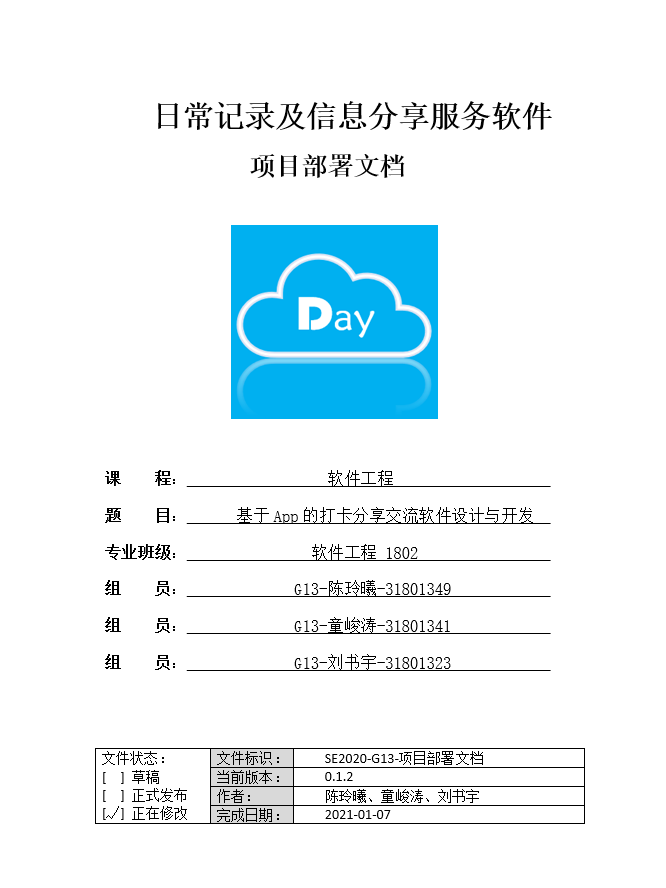 日常记录及信息分享服务软件
项目部署文档
Day
课 程： 软件工程
题 目： 基于App的打卡分享交流软件设计与开发
专业班级： 软件工程 1802
组 员： G13-陈玲曦-31801349
组 员： G13-童峻涛-31801341
组 员： G13-刘书宇-31801323
文件状态： 文件标识： SE2020-G13-项目部署文档
[ ] 草稿 当前版本： 0.1.2
[ ] 正式发布 作者： 陈玲曦、童峻涛、刘书宇
[√] 正在修改 完成日期： 2021-01-07